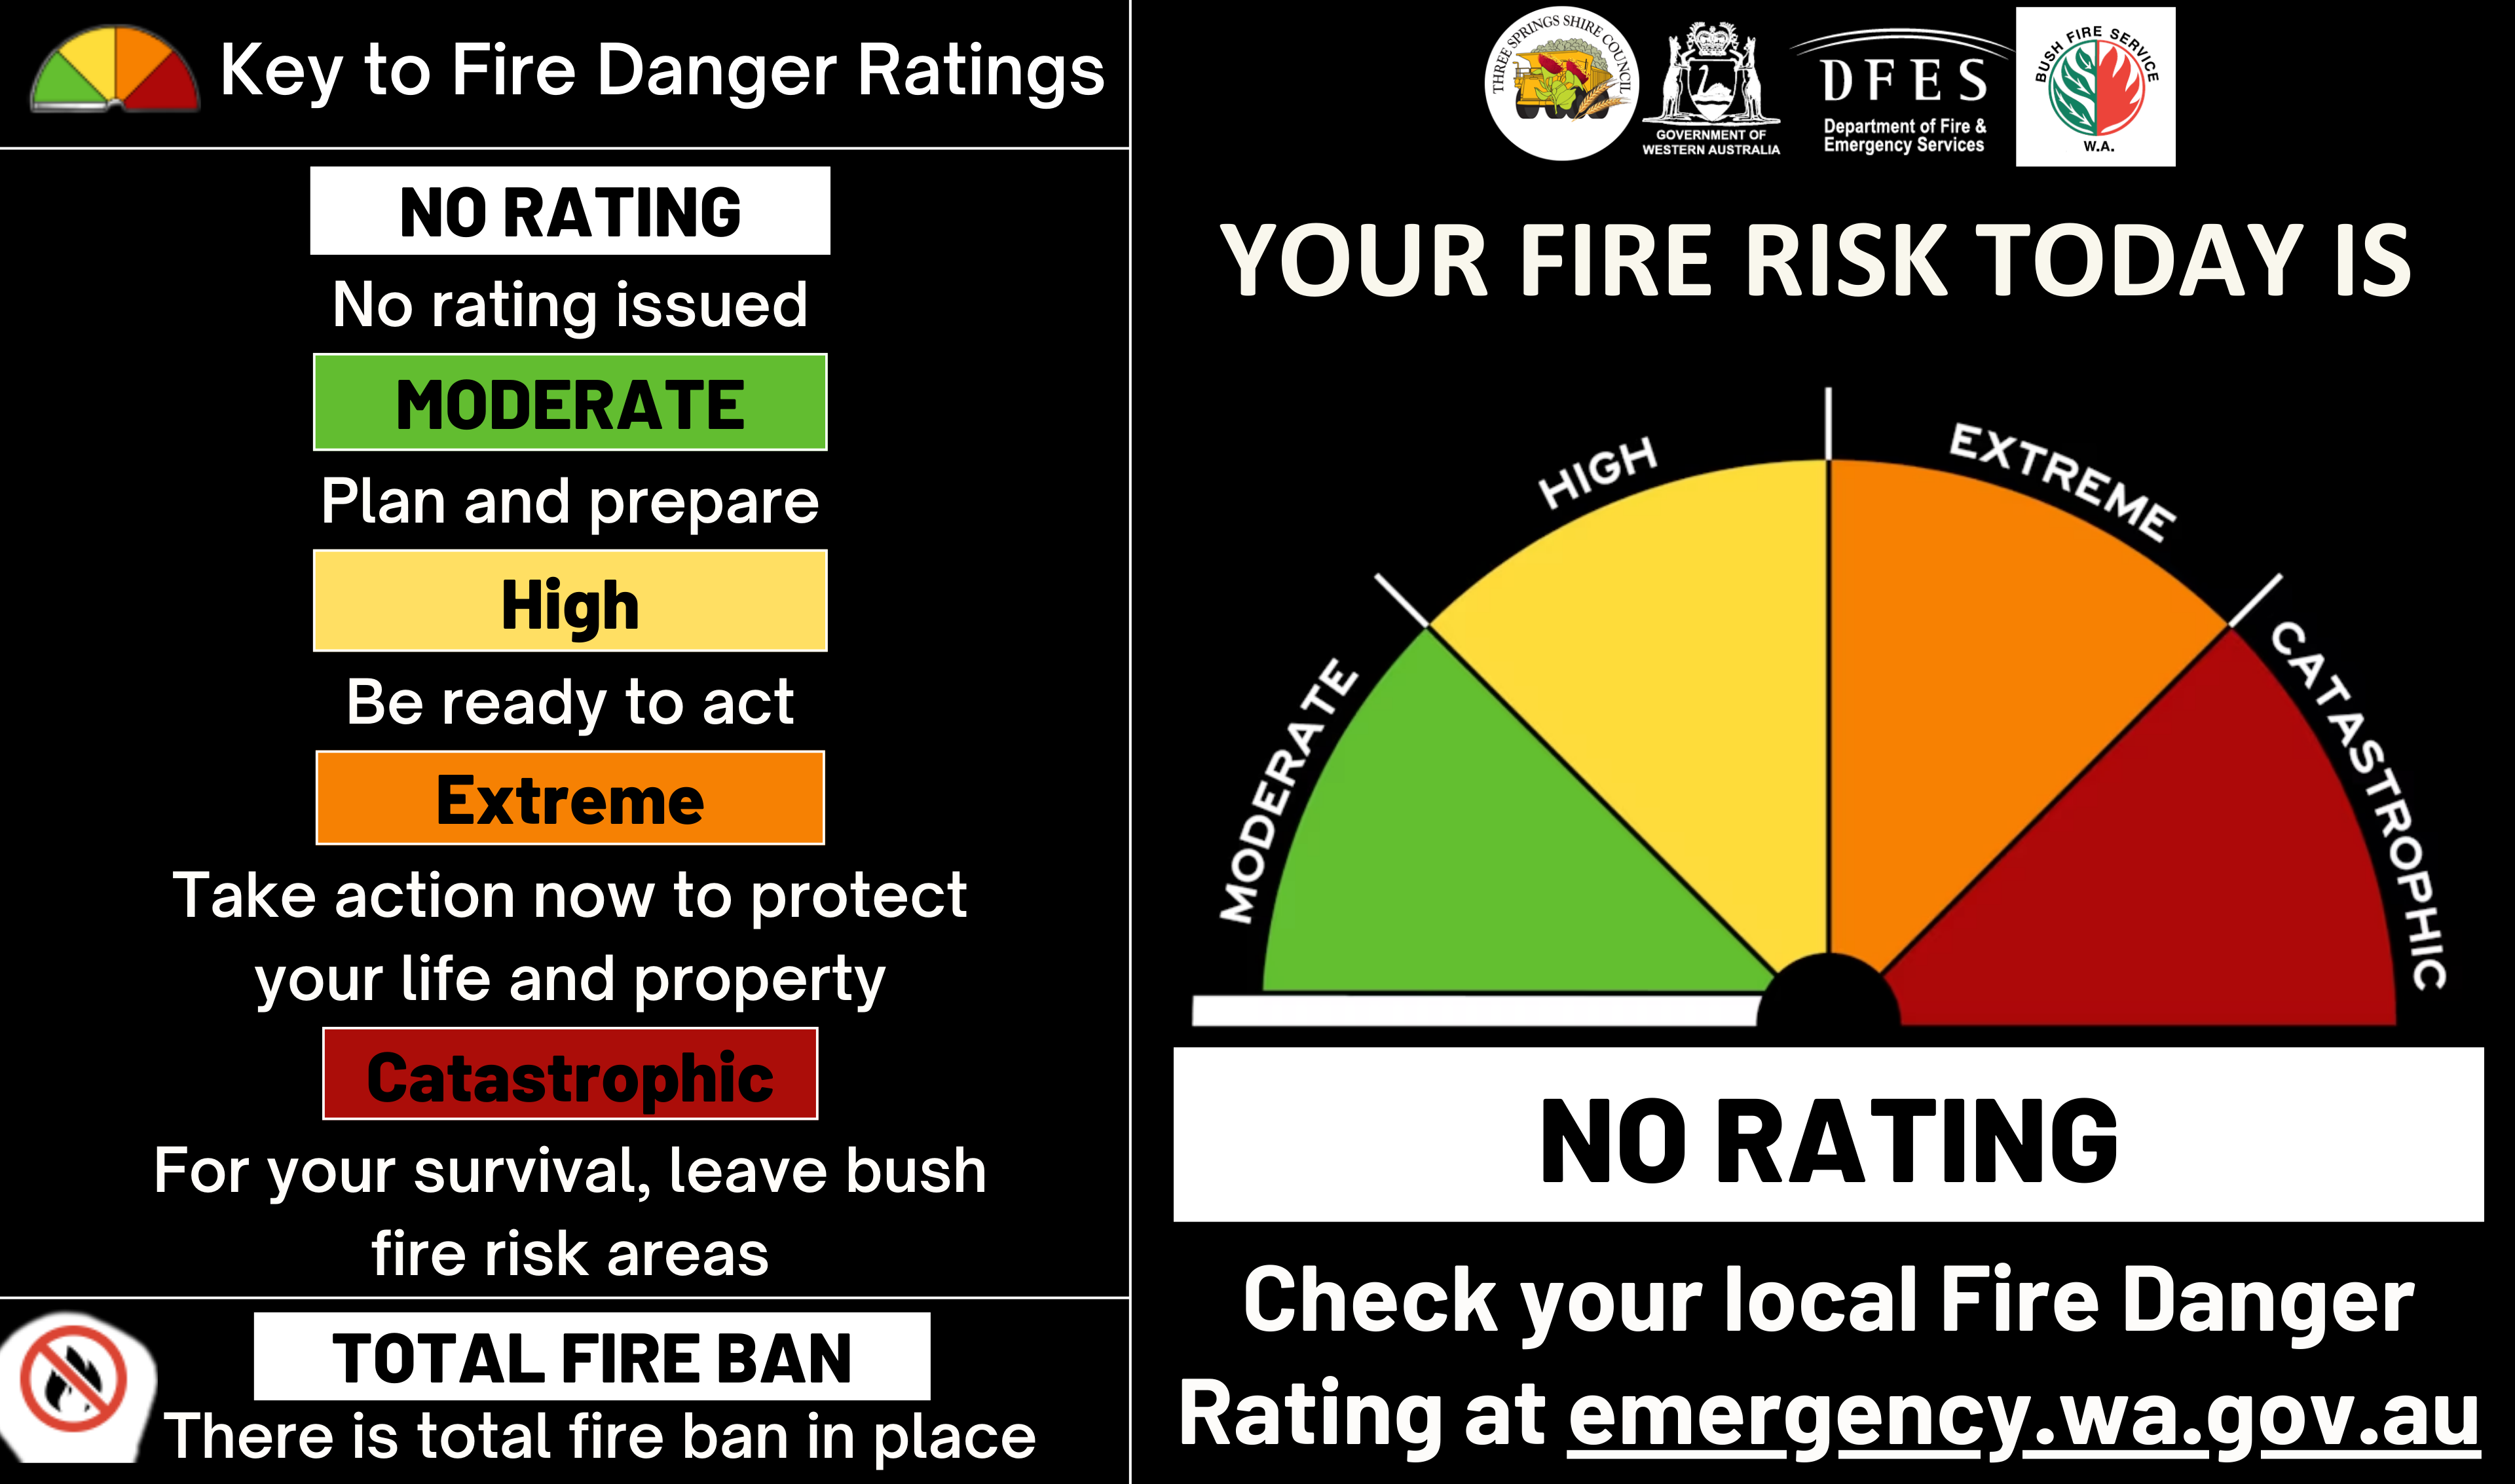 Key to Fire Danger Ratings
NO RATING
No rating issued
MODERATE
Plan and prepare
High
Be ready to act
Extreme
Take action now to protect
your life and property
Catastrophic
For your survival, leave bush
fire risk areas
TOTAL FIRE BAN
There is total fire ban in place
THREE SPRINGS SHIRE COUNCIL
GOVERNMENT OF
WESTERN AUSTRALIA
DFES
Department of Fire &
Emergency Services
BUSH FIRE SERVICE
W.A.
YOUR FIRE RISK TODAY IS
MODERATE
HIGH
EXTREME
CATASTROPHIC
NO RATING
Check your local Fire Danger
Rating at emergency.wa.gov.au